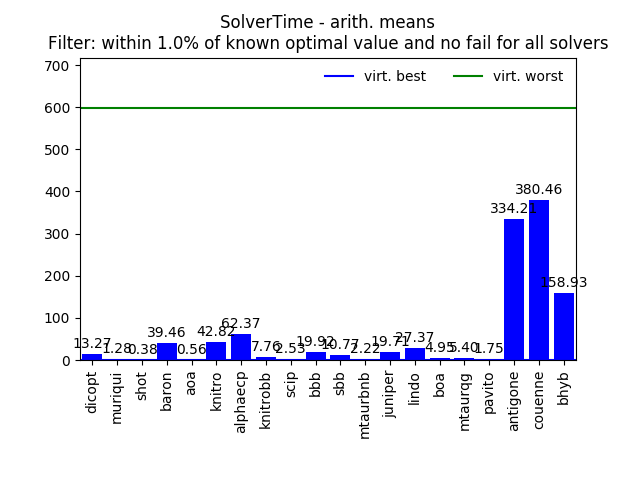 SolverTime - arith. means
Filter: within 1.0% of known optimal value and no fail for all solvers
virt. best
virt. worst
700
600
500
400
300
200
100
0
13.27
1.28
0.38
39.46
0.56
42.82
62.37
7.76
2.53
19.92
10.77
2.22
19.71
27.37
4.95
5.40
1.75
334.21
380.46
158.93
dicopt
muriqui
shot
baron
aoa
knitro
alphaecp
knitrobb
scip
bbb
sbb
mtaurbnb
juniper
lindo
boa
mtaurqg
pavito
antigone
couenne
bhyb